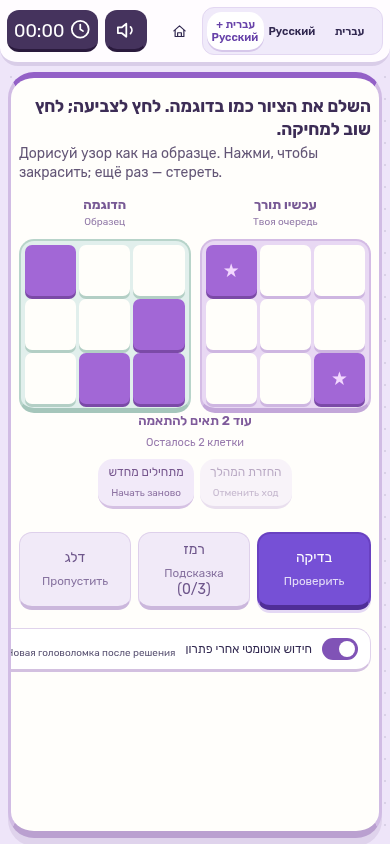 עברית
Русский
עברית +
Русский
00:00
השלם את הציור כמו בדוגמה. לחץ לצביעה; לחץ
שוב למחיקה.
Дорисуй узор как на образце. Нажми, чтобы
закрасить; ещё раз — стереть.
עכשיו תורך
Твоя очередь
הדוגמה
Образец
עוד 2 תאים להתאמה
Осталось 2 клетки
החזרת המהלך
Отменить ход
מתחילים מחדש
Начать заново
בדיקה
Проверить
רמז
Подсказка
(0/3)
דלג
Пропустить
חידוש אוטומטי אחרי פתרון
Новая головоломка после решения